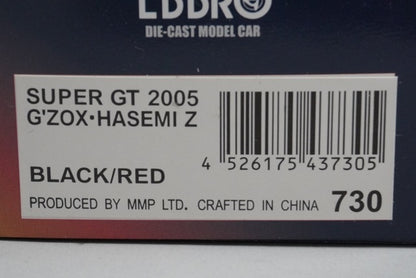 EBBRO
DIE-CAST MODEL CAR
SUPER GT 2005
G'ZOX•HASEMI Z
4 526175 437305
BLACK/RED
PRODUCED BY MMP LTD. CRAFTED IN CHINA 730